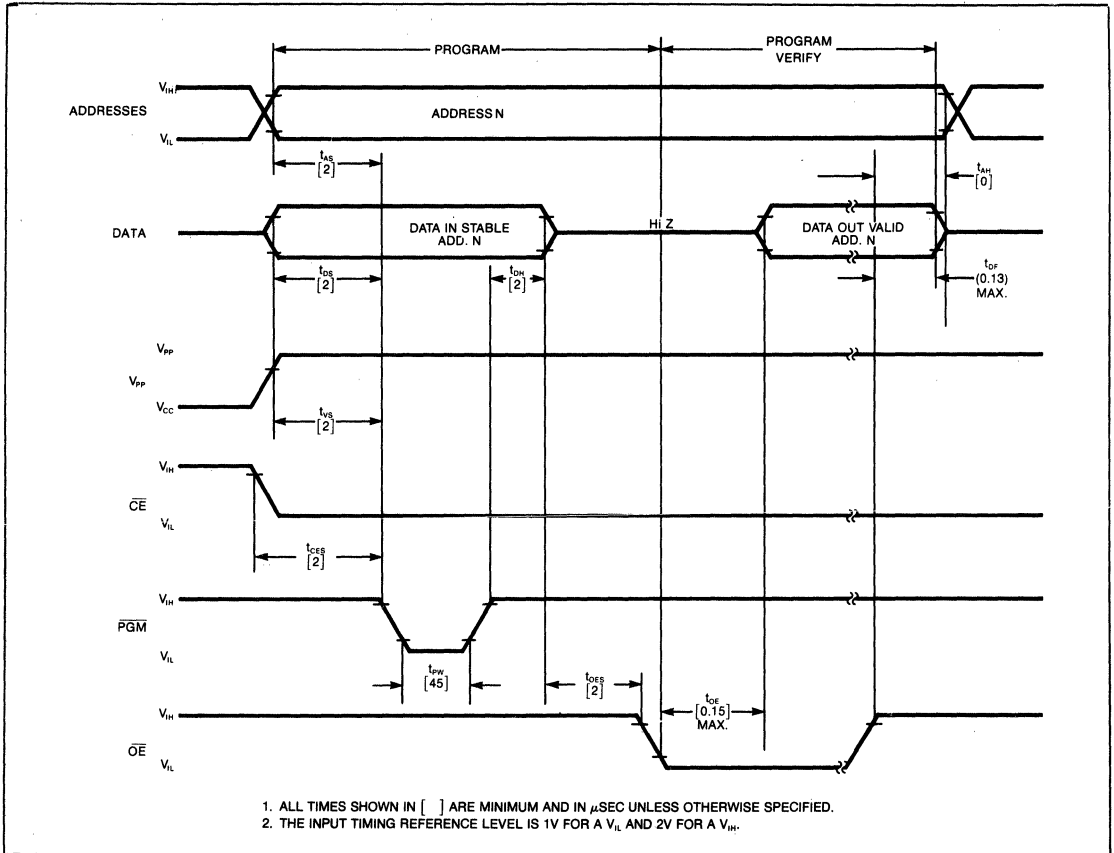 PROGRAM
PROGRAM
VERIFY
ADDRESSES
V_IH
V_IL
ADDRESS N
t_AS
[2]
t_AH
[0]
DATA
DATA IN STABLE
ADD. N
Hi Z
DATA OUT VALID
ADD. N
t_DS
[2]
t_DH
[2]
t_DF
(0.13)
MAX.
V_PP
V_PP
V_CC
t_VS
[2]
V_IH
C̅E̅
V_IL
t_CES
[2]
V_IH
P̅G̅M̅
V_IL
t_PW
[45]
t_OES
[2]
t_OE
[0.15]
MAX.
V_IH
O̅E̅
V_IL
1. ALL TIMES SHOWN IN [ ] ARE MINIMUM AND IN μSEC UNLESS OTHERWISE SPECIFIED.
2. THE INPUT TIMING REFERENCE LEVEL IS 1V FOR A V_IL AND 2V FOR A V_IH.